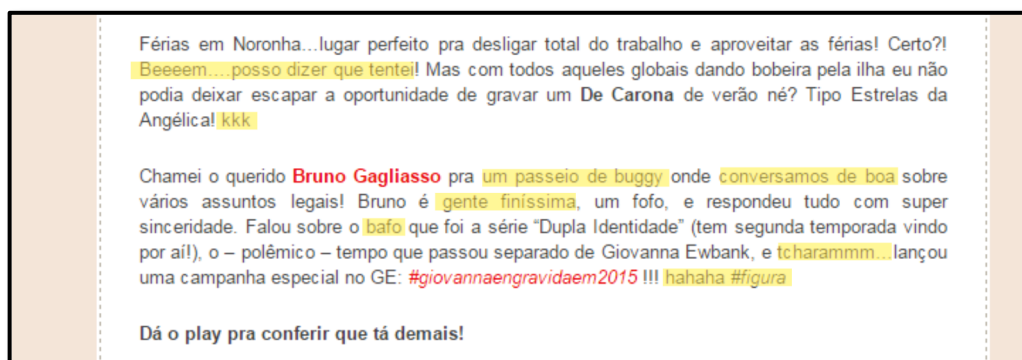 Férias em Noronha...lugar perfeito pra desligar total do trabalho e aproveitar as férias! Certo?!
Beeeem....posso dizer que tentei! Mas com todos aqueles globais dando bobeira pela ilha eu não
podia deixar escapar a oportunidade de gravar um De Carona de verão né? Tipo Estrelas da
Angélica! kkk
Chamei o querido Bruno Gagliasso pra um passeio de buggy onde conversamos de boa sobre
vários assuntos legais! Bruno é gente finíssima, um fofo, e respondeu tudo com super
sinceridade. Falou sobre o bafo que foi a série “Dupla Identidade” (tem segunda temporada vindo
por aí!), o – polêmico – tempo que passou separado de Giovanna Ewbank, e tcharammm...lançou
uma campanha especial no GE: #giovannaengravidaem2015 !!! hahaha #figura
Dá o play pra conferir que tá demais!